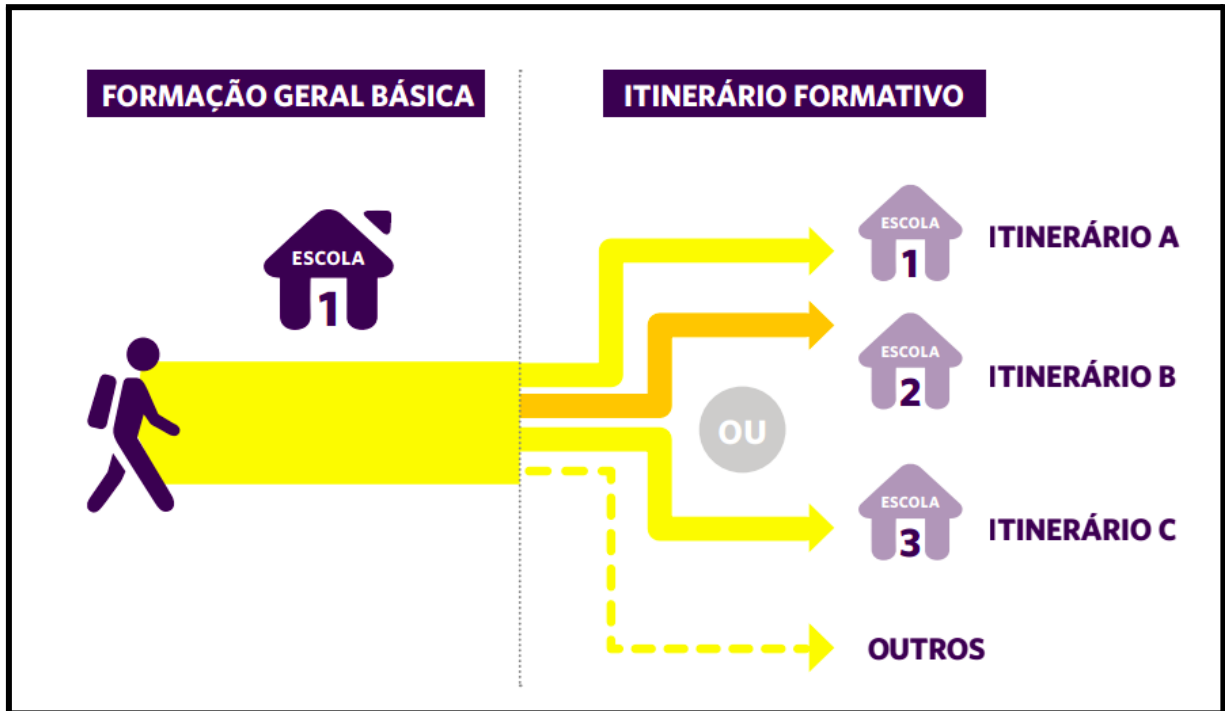 FORMAÇÃO GERAL BÁSICA
ITINERÁRIO FORMATIVO
ESCOLA
1
ESCOLA
1
ITINERÁRIO A
ESCOLA
2
ITINERÁRIO B
OU
ESCOLA
3
ITINERÁRIO C
OUTROS